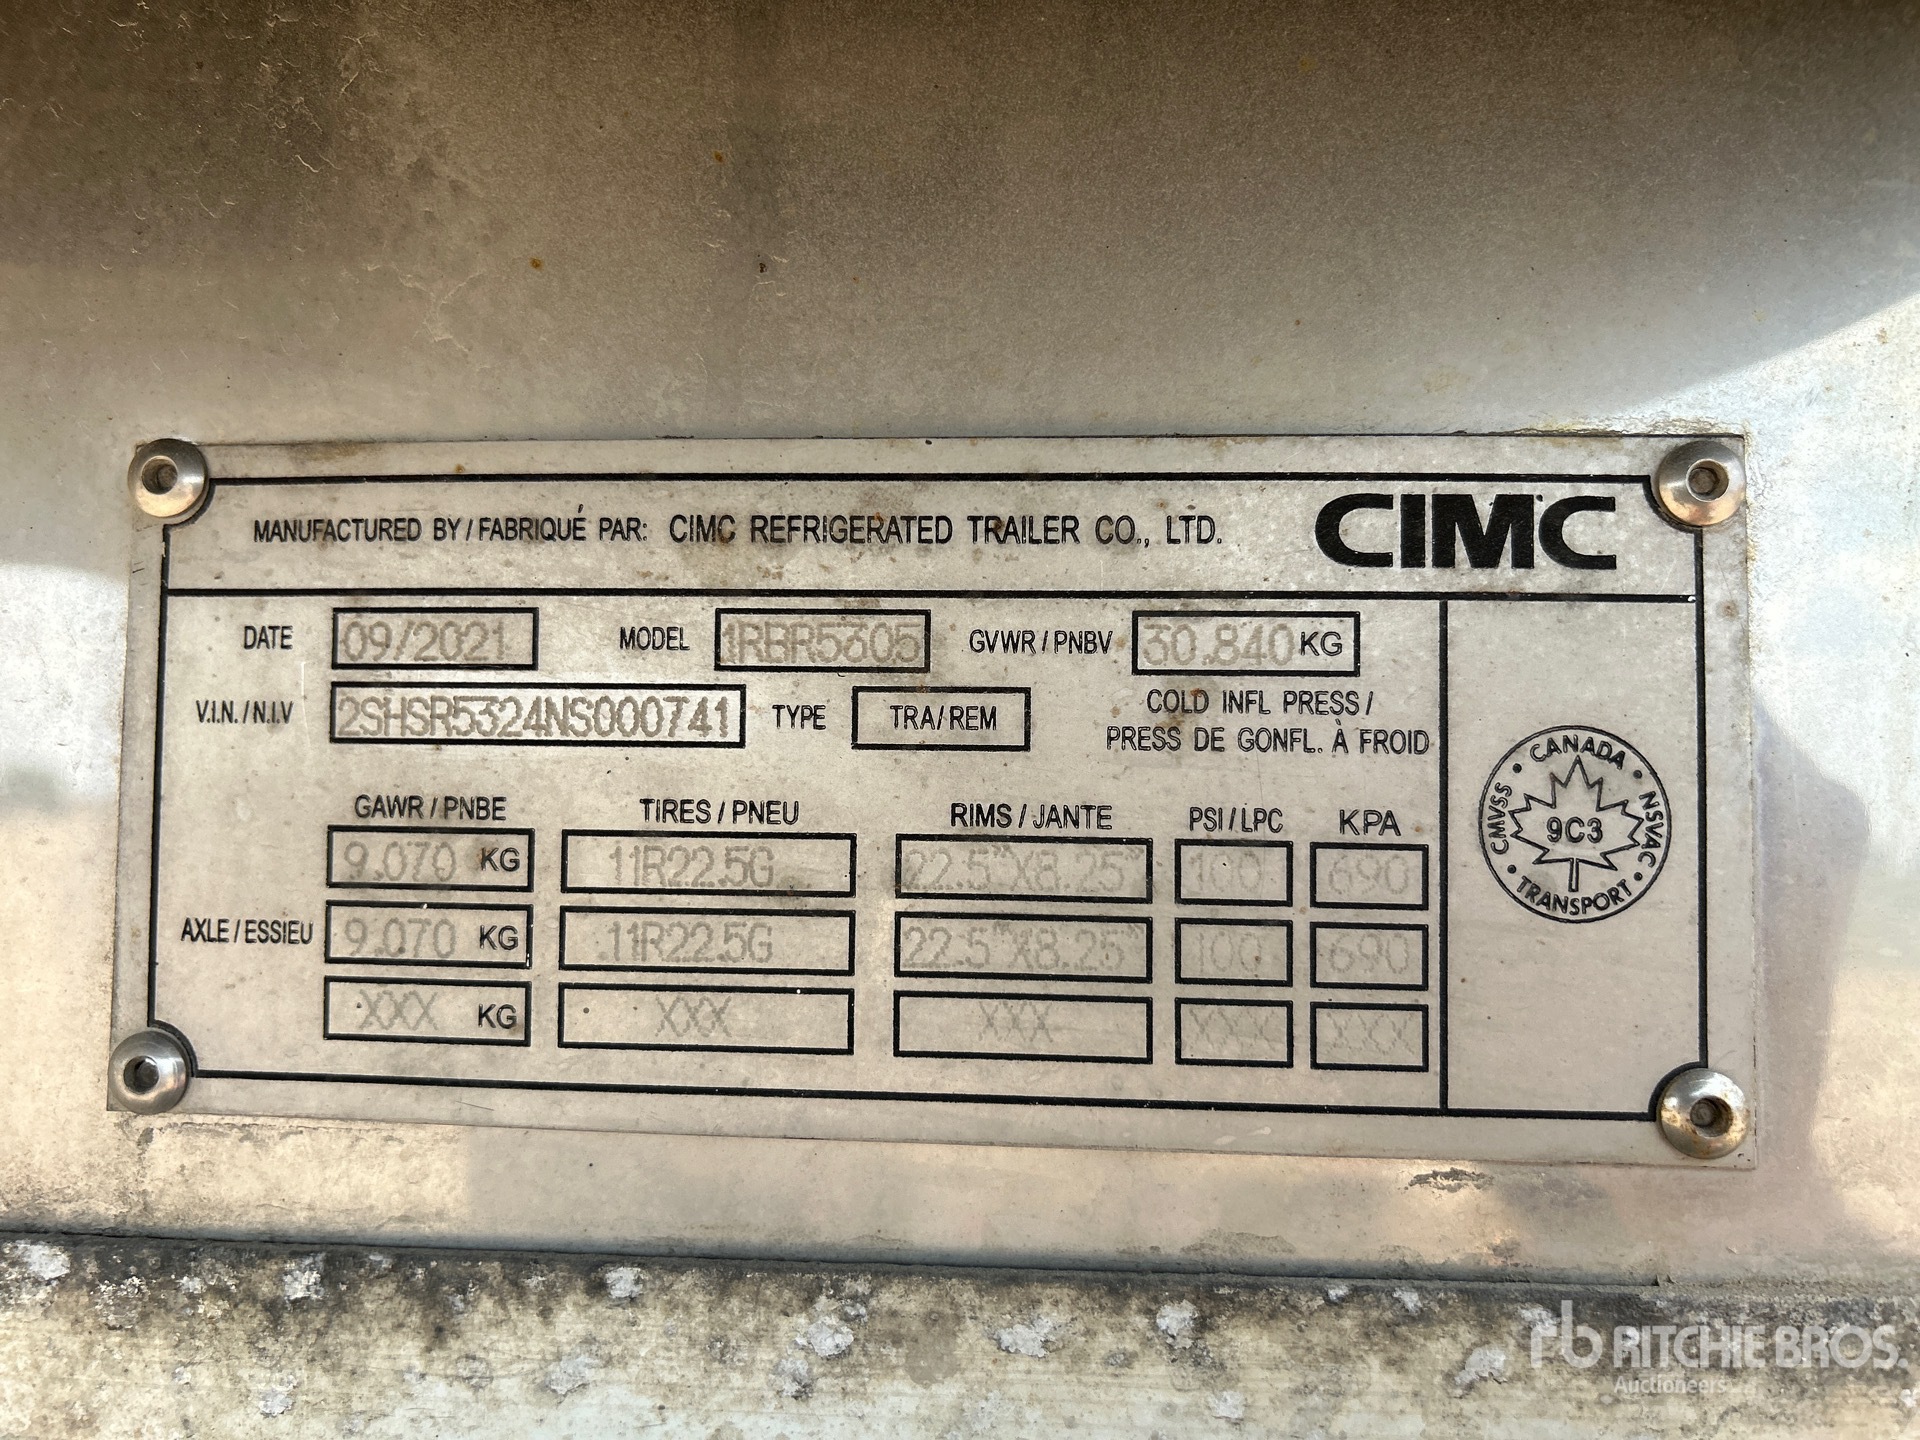 MANUFACTURED BY / FABRIQUÉ PAR: CIMC REFRIGERATED TRAILER CO., LTD. CIMC
DATE 09/2021 MODEL 1RBR5305 GVWR / PNBV 30.840 KG
V.I.N. / N.I.V 2SHSR5324NS000741 TYPE TRA/REM
COLD INFL PRESS /
PRESS DE GONFL. À FROID
GAWR / PNBE TIRES / PNEU RIMS / JANTE PSI / LPC KPA
9.070 KG 11R22.5G 22.5"X8.25" 100 690
AXLE / ESSIEU 9.070 KG 11R22.5G 22.5"X8.25" 100 690
XXX KG XXX XXX XXX XXX
CANADA
CMVSS 9C3 NSVAC
TRANSPORT
rb RITCHIE BROS.
Auctioneers